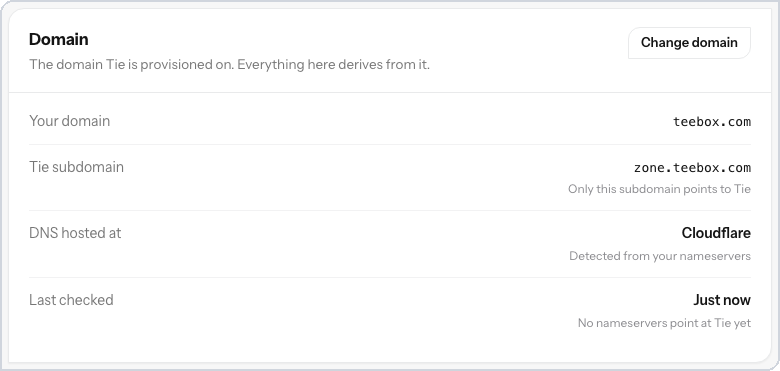 Domain
Change domain
The domain Tie is provisioned on. Everything here derives from it.
Your domain
teebox.com
Tie subdomain
zone.teebox.com
Only this subdomain points to Tie
DNS hosted at
Cloudflare
Detected from your nameservers
Last checked
Just now
No nameservers point at Tie yet